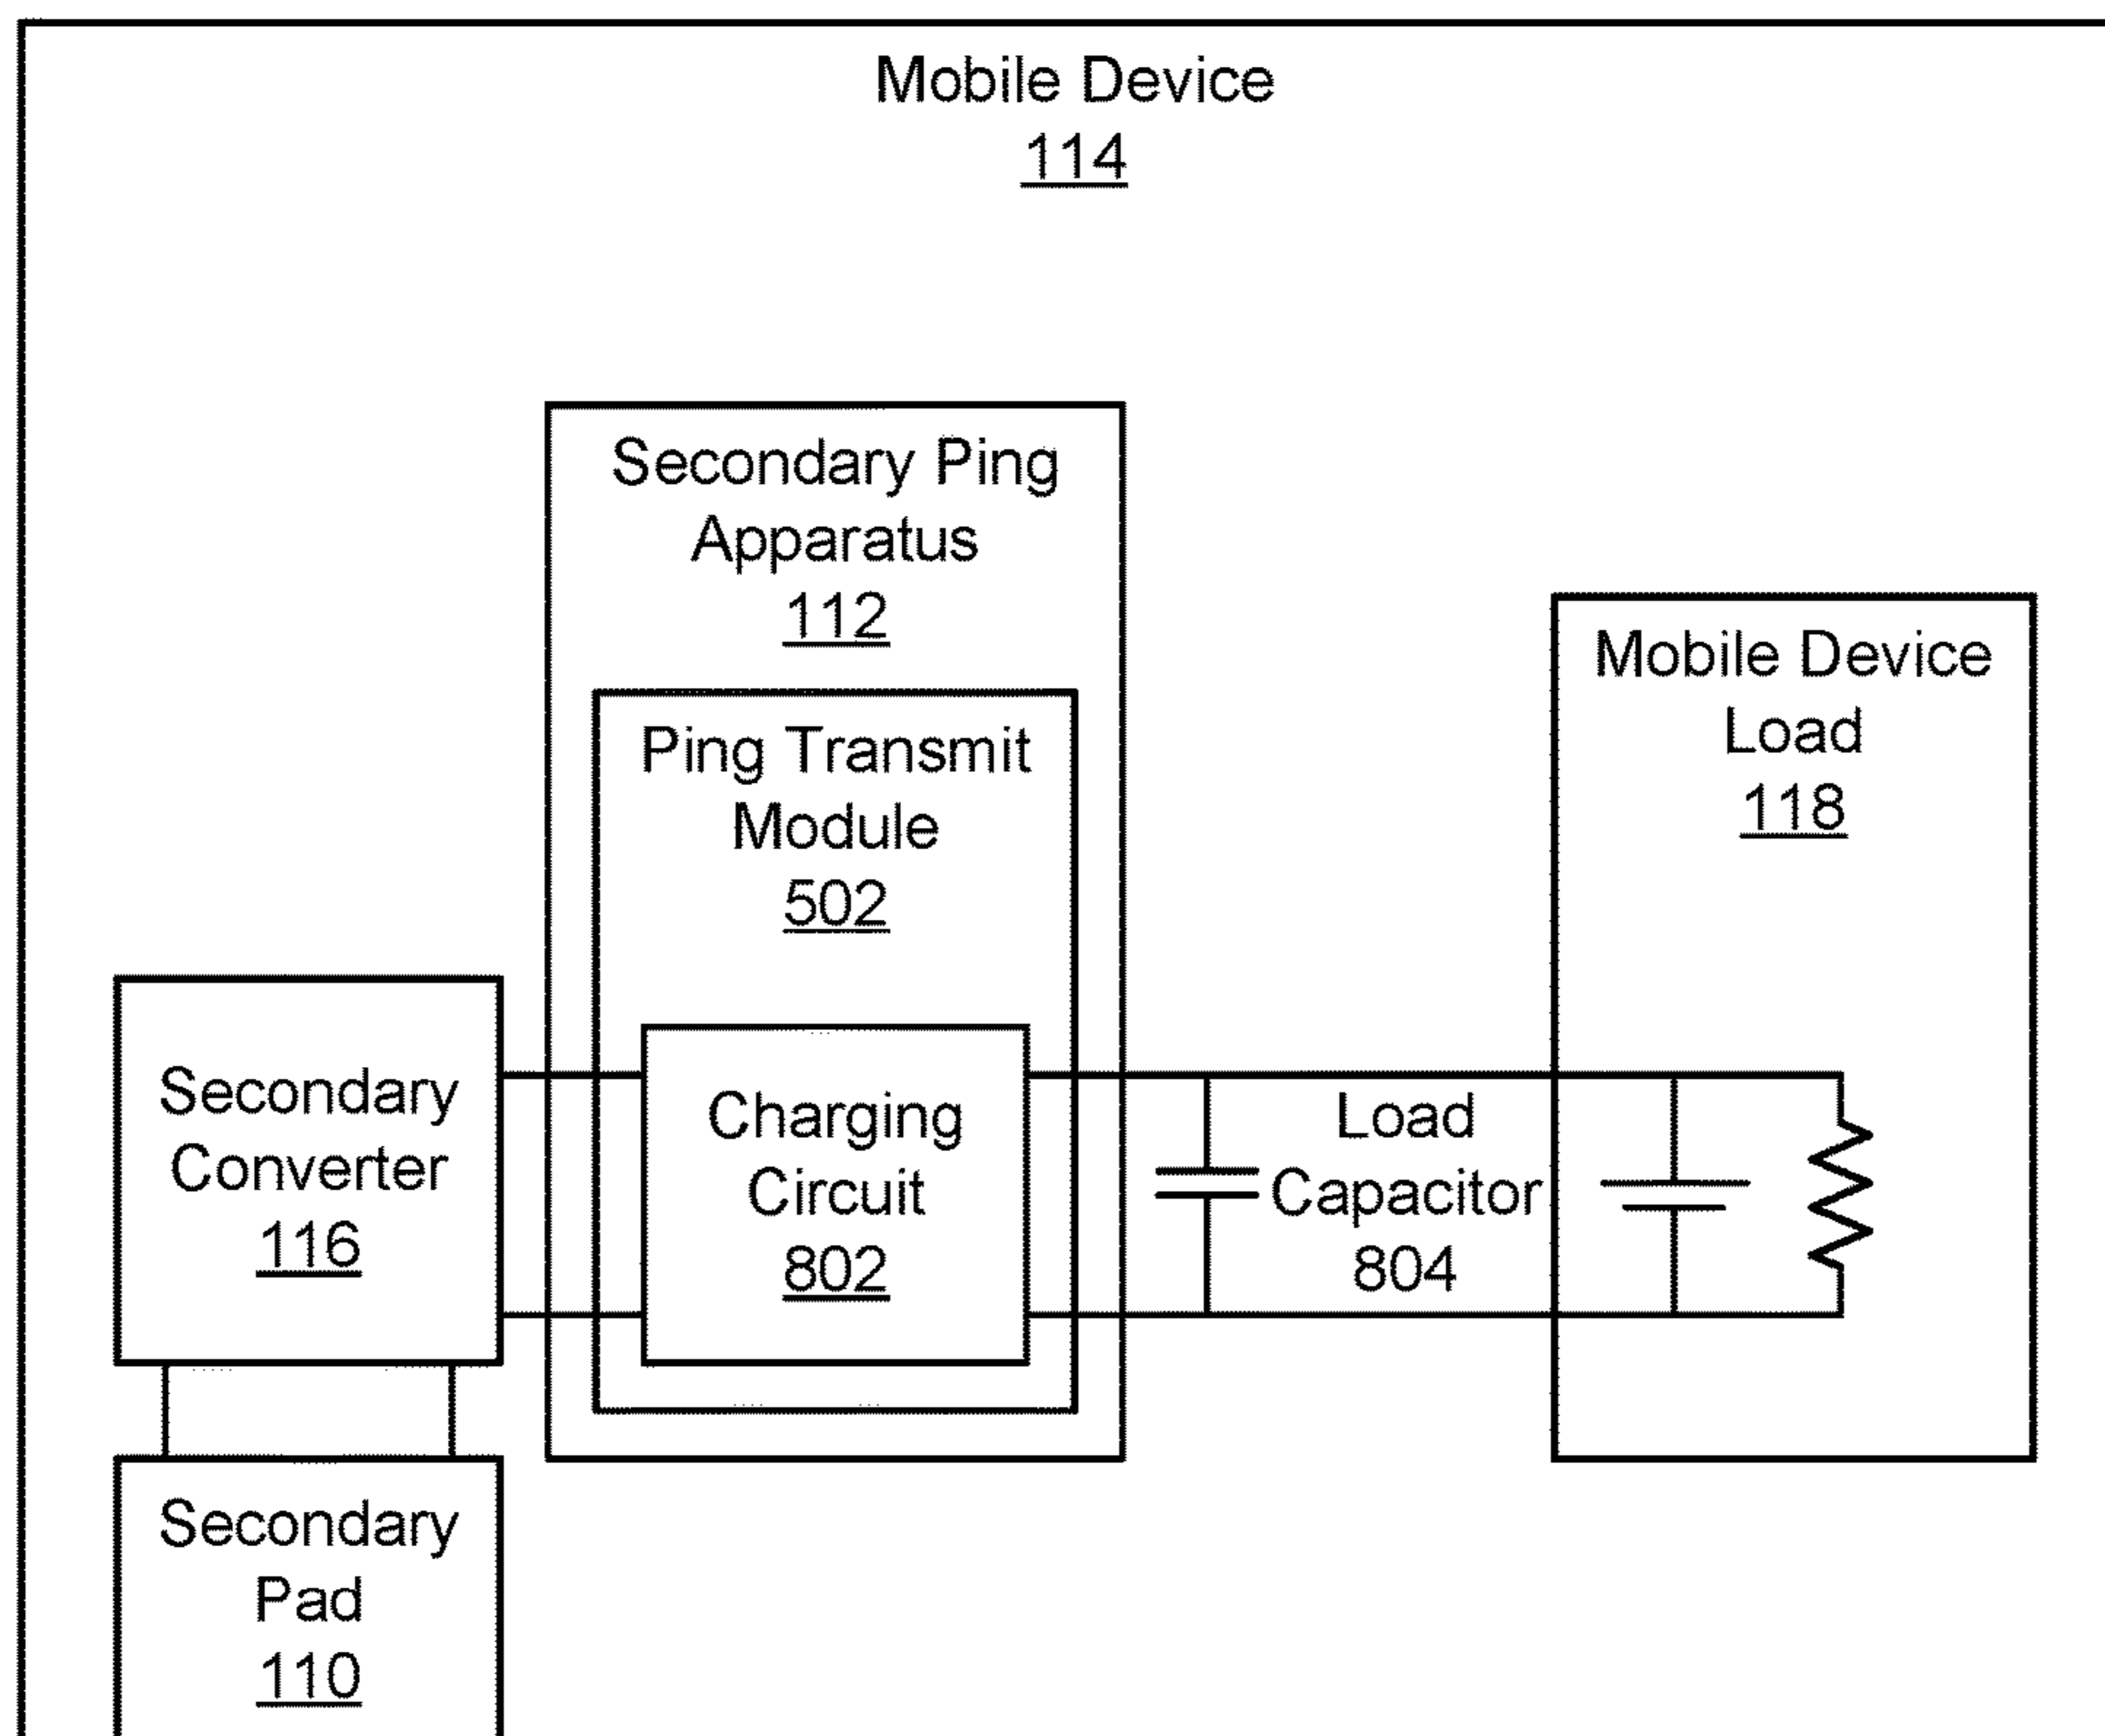 Mobile Device
114
Secondary Ping
Apparatus
112
Ping Transmit
Module
502
Mobile Device
Load
118
Secondary
Converter
116
Charging
Circuit
802
Load
Capacitor
804
Secondary
Pad
110